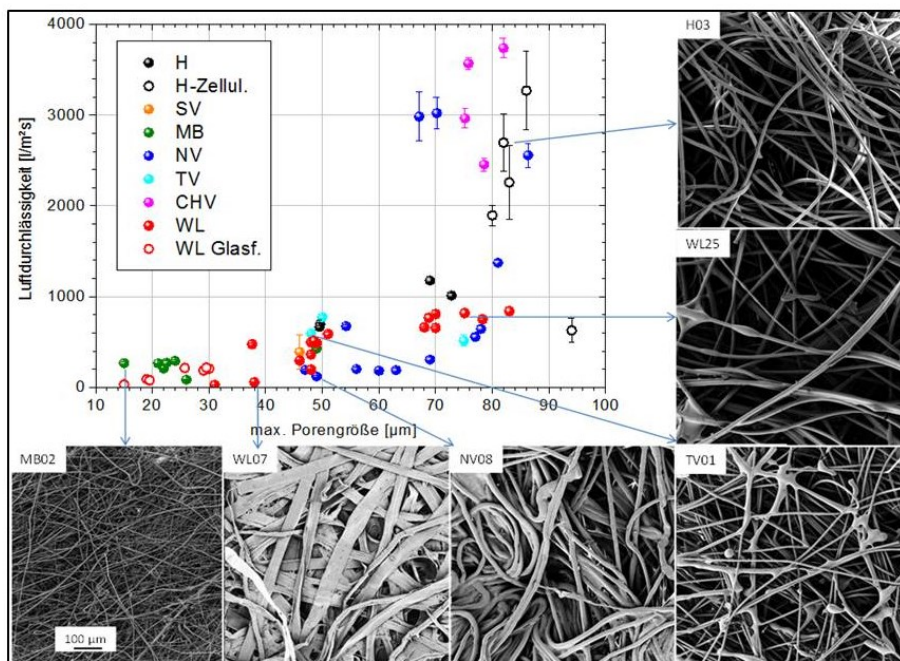 4000
3000
2000
1000
0
Luftdurchlässigkeit [l/m²s]
H
H-Zellul.
SV
MB
NV
TV
CHV
WL
WL Glasf.
10 20 30 40 50 60 70 80 90 100
max. Porengröße [µm]
H03
WL25
MB02
WL07
NV08
TV01
100 µm